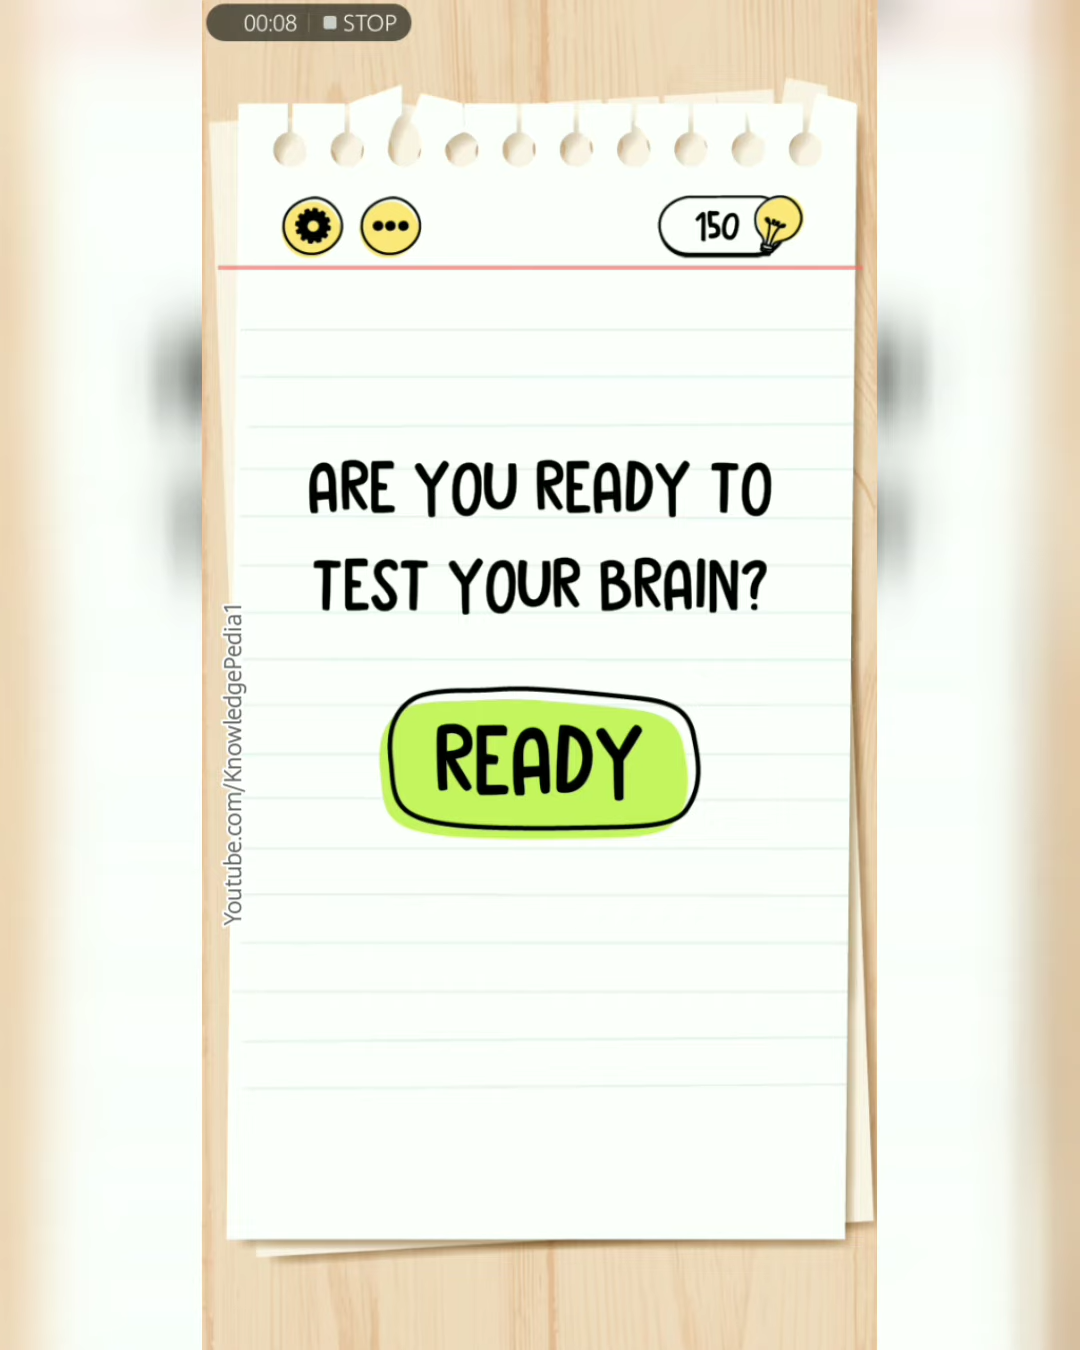 00:08 STOP
150
ARE YOU READY TO
TEST YOUR BRAIN?
READY
Youtube.com/KnowledgePedia1